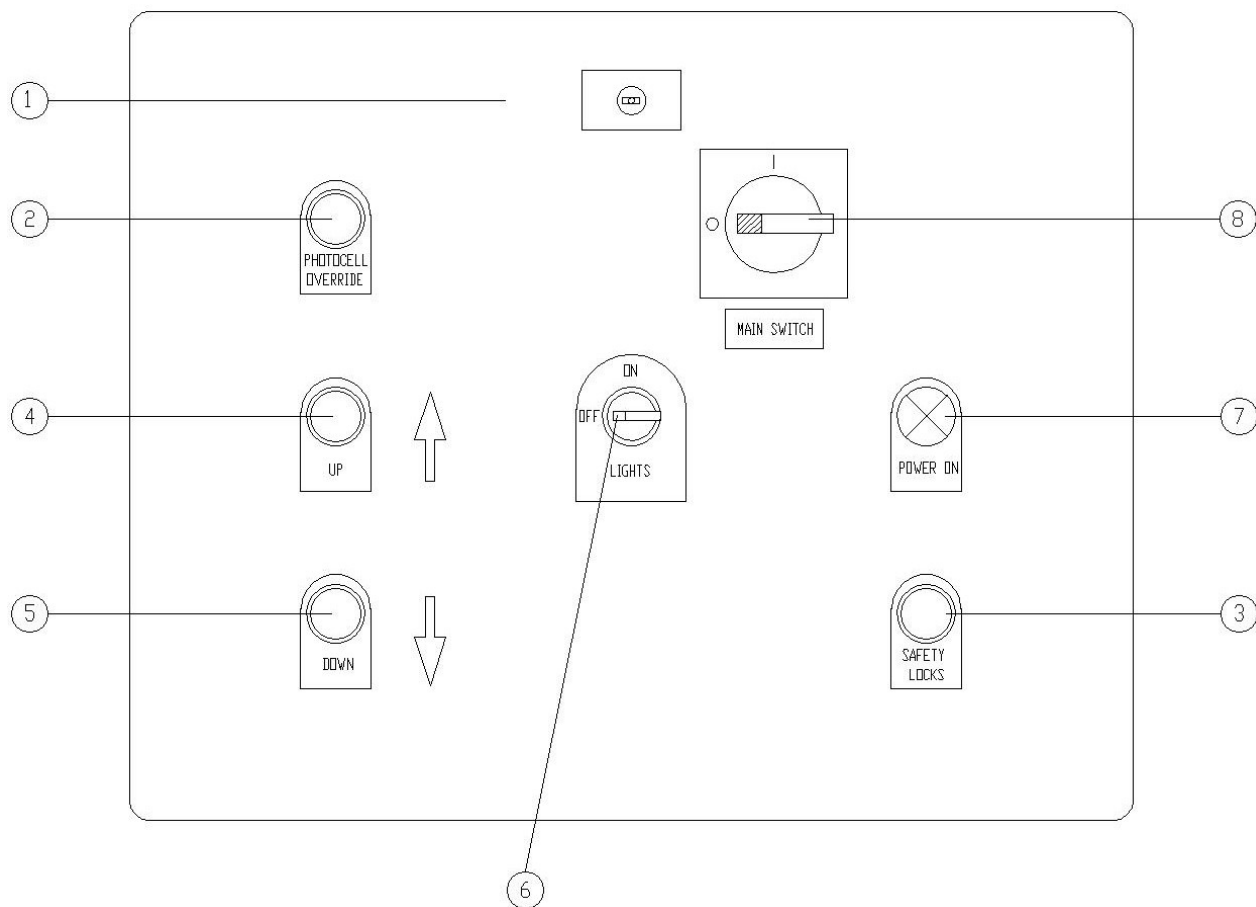 1
2
PHOTOCELL
OVERRIDE
I
O
8
MAIN SWITCH
4
UP
ON
OFF
LIGHTS
7
POWER ON
5
DOWN
3
SAFETY
LOCKS
6